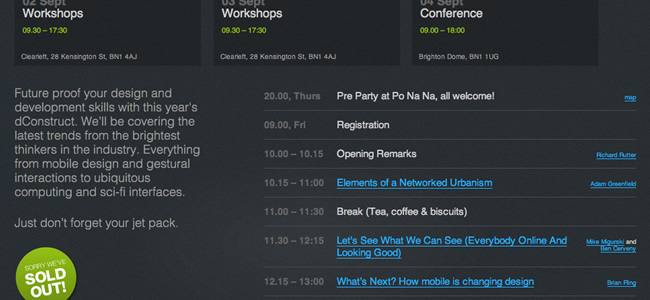 02 Sept
Workshops
09.30 – 17:30
Clearleft, 28 Kensington St, BN1 4AJ
03 Sept
Workshops
09.30 – 17:30
Clearleft, 28 Kensington St, BN1 4AJ
04 Sept
Conference
09.00 – 18:00
Brighton Dome, BN1 1UG
Future proof your design and
development skills with this year's
dConstruct. We'll be covering the
latest trends from the brightest
thinkers in the industry. Everything
from mobile design and gestural
interactions to ubiquitous
computing and sci-fi interfaces.
Just don't forget your jet pack.
SORRY WE'VE
SOLD
OUT!
20.00, Thurs Pre Party at Po Na Na, all welcome! map
09.00, Fri Registration
10.00 – 10.15 Opening Remarks Richard Rutter
10.15 – 11:00 Elements of a Networked Urbanism Adam Greenfield
11.00 – 11:30 Break (Tea, coffee & biscuits)
11.30 – 12:15 Let's See What We Can See (Everybody Online And Mike Migurski and
Looking Good) Ben Cerveny
12.15 – 13:00 What's Next? How mobile is changing design Brian Fling